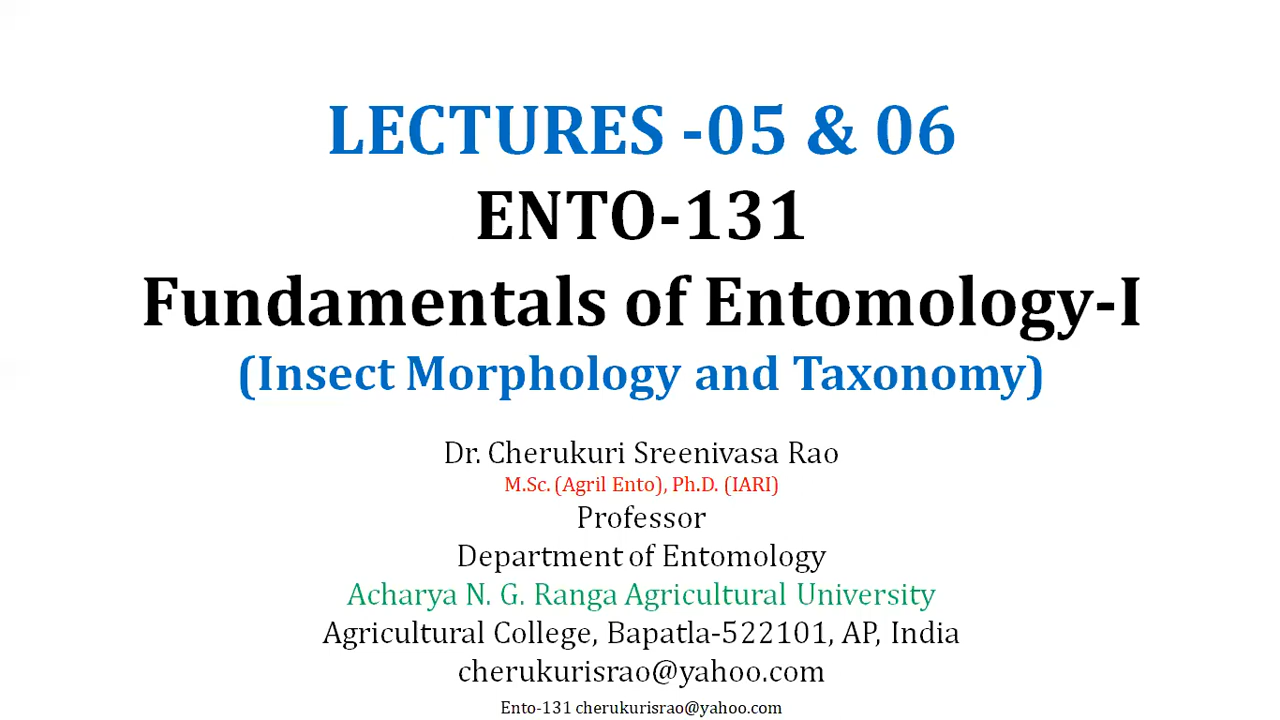 LECTURES -05 & 06
ENTO-131
Fundamentals of Entomology-I
(Insect Morphology and Taxonomy)
Dr. Cherukuri Sreenivasa Rao
M.Sc. (Agril Ento), Ph.D. (IARI)
Professor
Department of Entomology
Acharya N. G. Ranga Agricultural University
Agricultural College, Bapatla-522101, AP, India
cherukurisrao@yahoo.com
Ento-131 cherukurisrao@yahoo.com